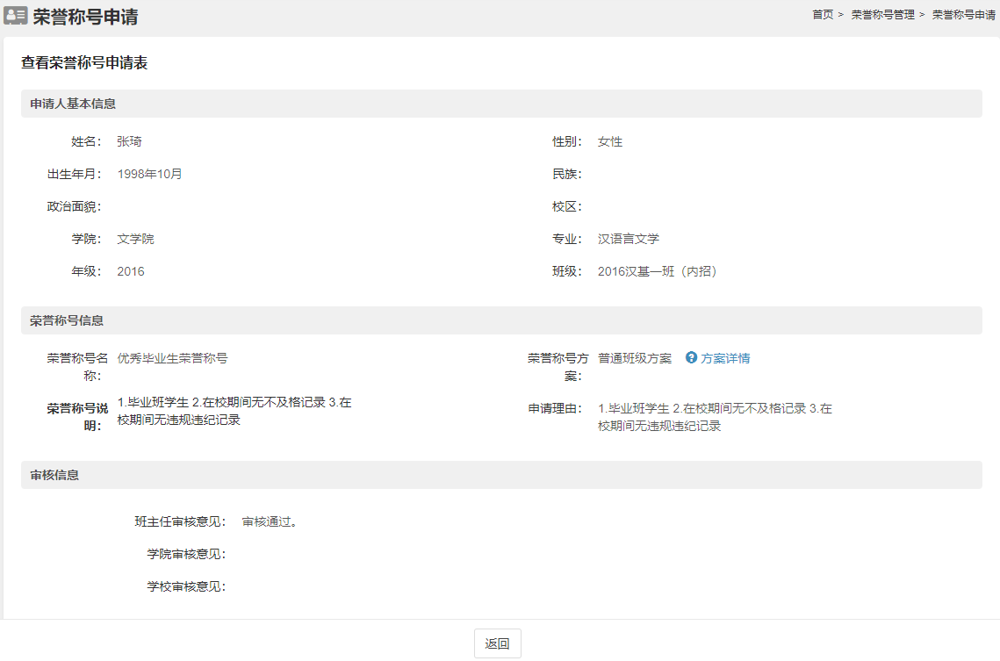 荣誉称号申请
首页 > 荣誉称号管理 > 荣誉称号申请
查看荣誉称号申请表
申请人基本信息
姓名： 张琦 性别： 女性
出生年月： 1998年10月 民族：
政治面貌： 校区：
学院： 文学院 专业： 汉语言文学
年级： 2016 班级： 2016汉基一班（内招）
荣誉称号信息
荣誉称号名称： 优秀毕业生荣誉称号 荣誉称号方案： 普通班级方案 方案详情
荣誉称号说明： 1.毕业班学生 2.在校期间无不及格记录 3.在
校期间无违规违纪记录
申请理由： 1.毕业班学生 2.在校期间无不及格记录 3.在
校期间无违规违纪记录
审核信息
班主任审核意见： 审核通过。
学院审核意见：
学校审核意见：
返回